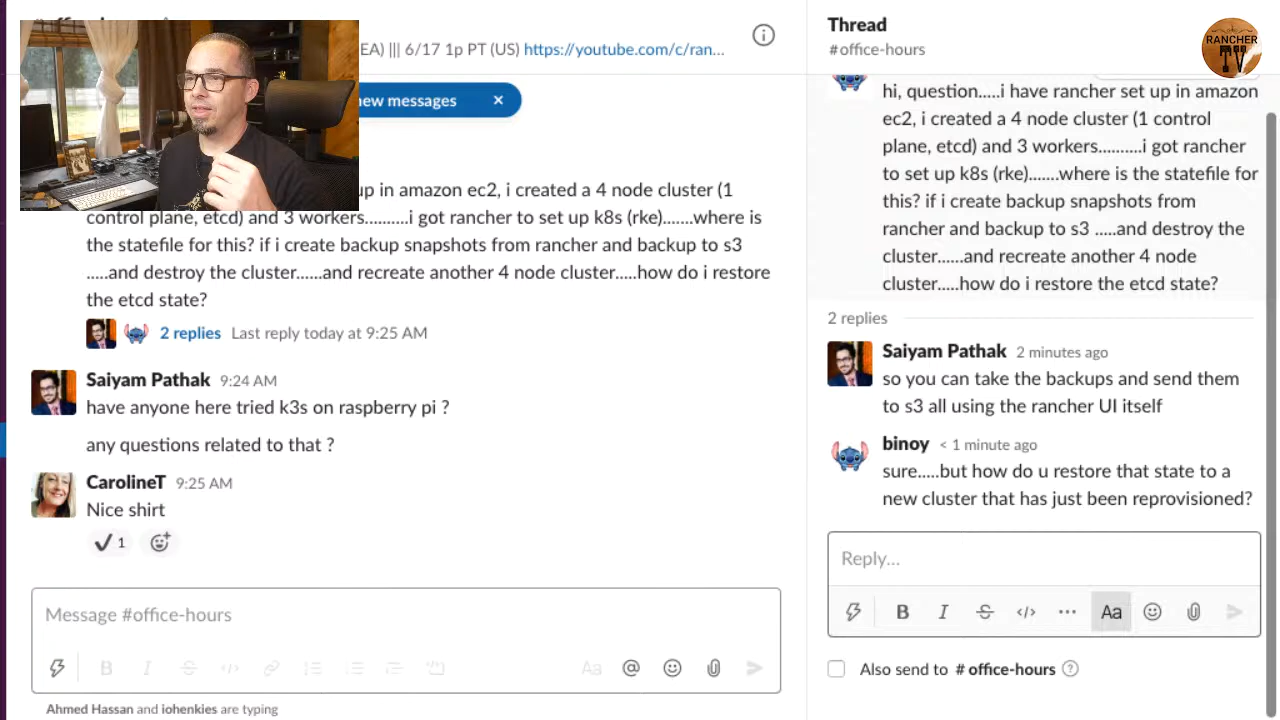 EA) ||| 6/17 1p PT (US) https://youtube.com/c/ran...
new messages ×
up in amazon ec2, i created a 4 node cluster (1
control plane, etcd) and 3 workers..........i got rancher to set up k8s (rke).......where is
the statefile for this? if i create backup snapshots from rancher and backup to s3
.....and destroy the cluster......and recreate another 4 node cluster.....how do i restore
the etcd state?
2 replies Last reply today at 9:25 AM
Saiyam Pathak 9:24 AM
have anyone here tried k3s on raspberry pi ?
any questions related to that ?
CarolineT 9:25 AM
Nice shirt
1
Message #office-hours
Ahmed Hassan and iohenkies are typing
Thread
#office-hours
RANCHER
TV
hi, question.....i have rancher set up in amazon
ec2, i created a 4 node cluster (1 control
plane, etcd) and 3 workers..........i got rancher
to set up k8s (rke).......where is the statefile for
this? if i create backup snapshots from
rancher and backup to s3 .....and destroy the
cluster......and recreate another 4 node
cluster.....how do i restore the etcd state?
2 replies
Saiyam Pathak 2 minutes ago
so you can take the backups and send them
to s3 all using the rancher UI itself
binoy < 1 minute ago
sure.....but how do u restore that state to a
new cluster that has just been reprovisioned?
Reply...
B I S </> ... Aa
Also send to # office-hours ?